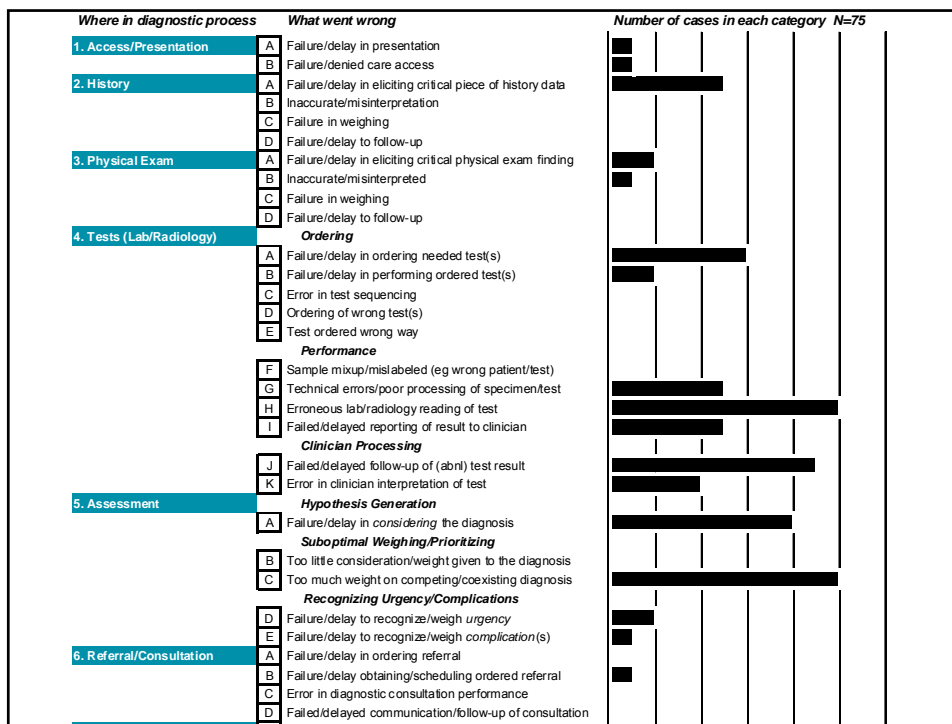 Where in diagnostic process What went wrong Number of cases in each category N=75
1. Access/Presentation A Failure/delay in presentation
B Failure/denied care access
2. History A Failure/delay in eliciting critical piece of history data
B Inaccurate/misinterpretation
C Failure in weighing
D Failure/delay to follow-up
3. Physical Exam A Failure/delay in eliciting critical physical exam finding
B Inaccurate/misinterpreted
C Failure in weighing
D Failure/delay to follow-up
4. Tests (Lab/Radiology) Ordering
A Failure/delay in ordering needed test(s)
B Failure/delay in performing ordered test(s)
C Error in test sequencing
D Ordering of wrong test(s)
E Test ordered wrong way
Performance
F Sample mixup/mislabeled (eg wrong patient/test)
G Technical errors/poor processing of specimen/test
H Erroneous lab/radiology reading of test
I Failed/delayed reporting of result to clinician
Clinician Processing
J Failed/delayed follow-up of (abnl) test result
K Error in clinician interpretation of test
5. Assessment Hypothesis Generation
A Failure/delay in considering the diagnosis
Suboptimal Weighing/Prioritizing
B Too little consideration/weight given to the diagnosis
C Too much weight on competing/coexisting diagnosis
Recognizing Urgency/Complications
D Failure/delay to recognize/weigh urgency
E Failure/delay to recognize/weigh complication(s)
6. Referral/Consultation A Failure/delay in ordering referral
B Failure/delay obtaining/scheduling ordered referral
C Error in diagnostic consultation performance
D Failed/delayed communication/follow-up of consultation